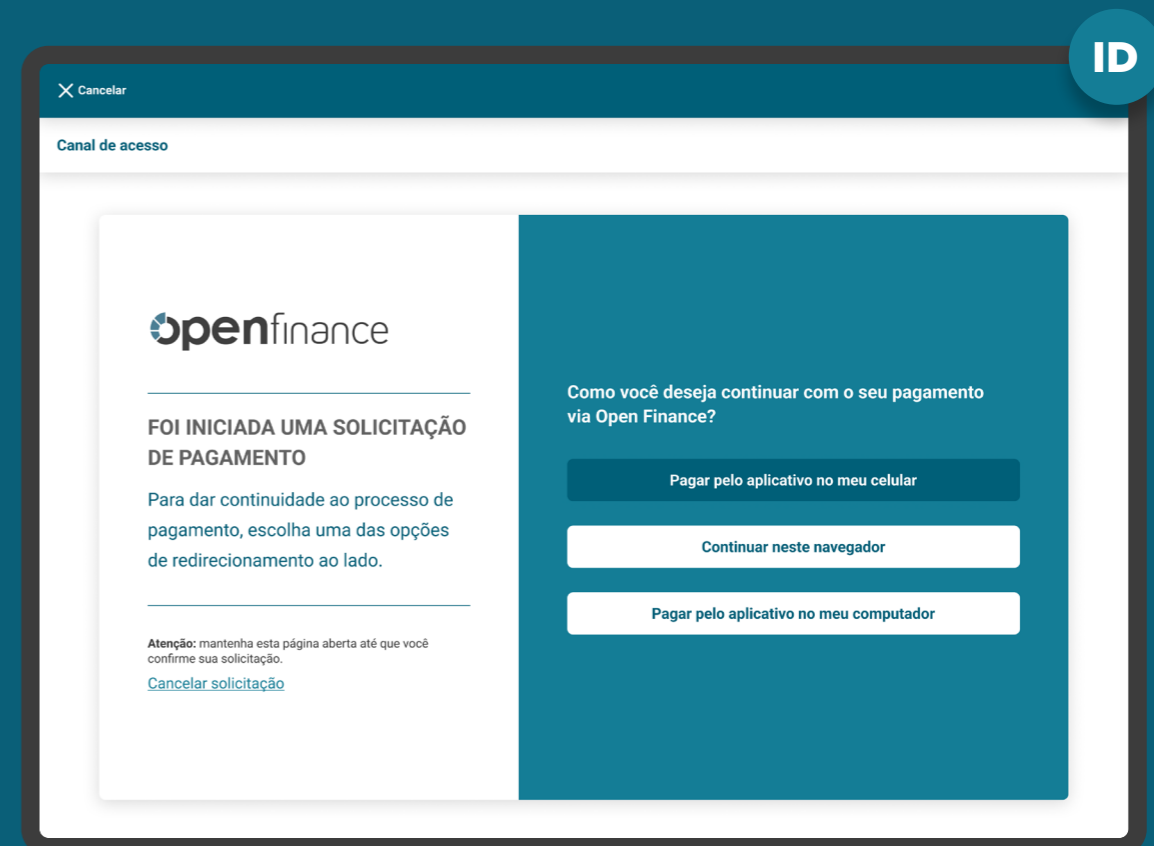 ID
Cancelar
Canal de acesso
openfinance
FOI INICIADA UMA SOLICITAÇÃO
DE PAGAMENTO
Para dar continuidade ao processo de
pagamento, escolha uma das opções
de redirecionamento ao lado.
Atenção: mantenha esta página aberta até que você
confirme sua solicitação.
Cancelar solicitação
Como você deseja continuar com o seu pagamento
via Open Finance?
Pagar pelo aplicativo no meu celular
Continuar neste navegador
Pagar pelo aplicativo no meu computador